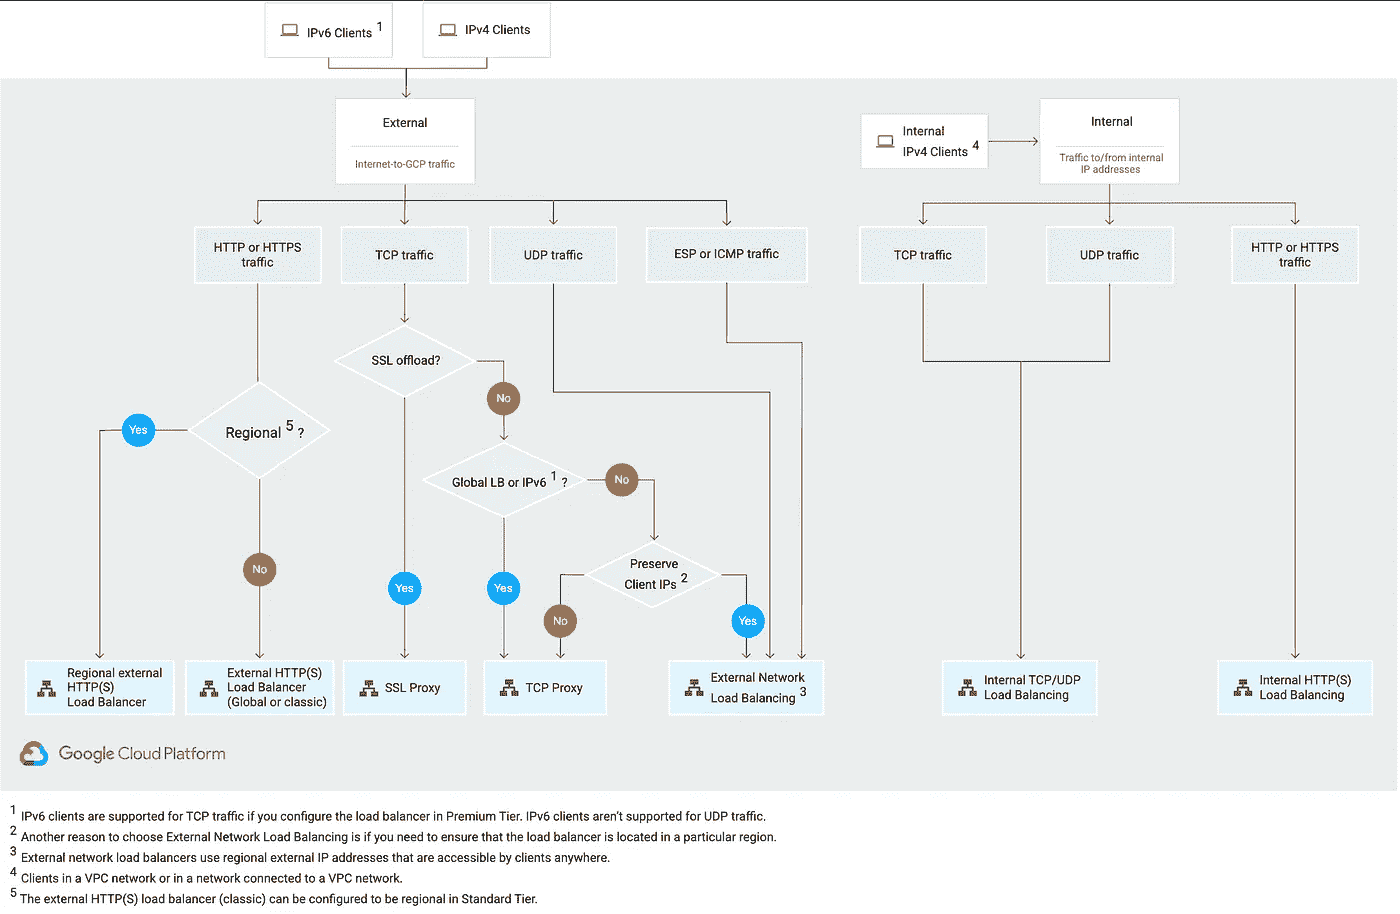 IPv6 Clients 1
IPv4 Clients
External
Internet-to-GCP traffic
Internal
IPv4 Clients 4
Internal
Traffic to/from internal
IP addresses
HTTP or HTTPS
traffic
TCP traffic
UDP traffic
ESP or ICMP traffic
TCP traffic
UDP traffic
HTTP or HTTPS
traffic
SSL offload?
No
Yes
Regional 5 ?
Global LB or IPv6 1 ?
No
Preserve
Client IPs 2
No
Yes
Yes
No
Yes
Regional external
HTTP(S)
Load Balancer
External HTTP(S)
Load Balancer
(Global or classic)
SSL Proxy
TCP Proxy
External Network
Load Balancing 3
Internal TCP/UDP
Load Balancing
Internal HTTP(S)
Load Balancing
Google Cloud Platform
1 IPv6 clients are supported for TCP traffic if you configure the load balancer in Premium Tier. IPv6 clients aren't supported for UDP traffic.
2 Another reason to choose External Network Load Balancing is if you need to ensure that the load balancer is located in a particular region.
3 External network load balancers use regional external IP addresses that are accessible by clients anywhere.
4 Clients in a VPC network or in a network connected to a VPC network.
5 The external HTTP(S) load balancer (classic) can be configured to be regional in Standard Tier.